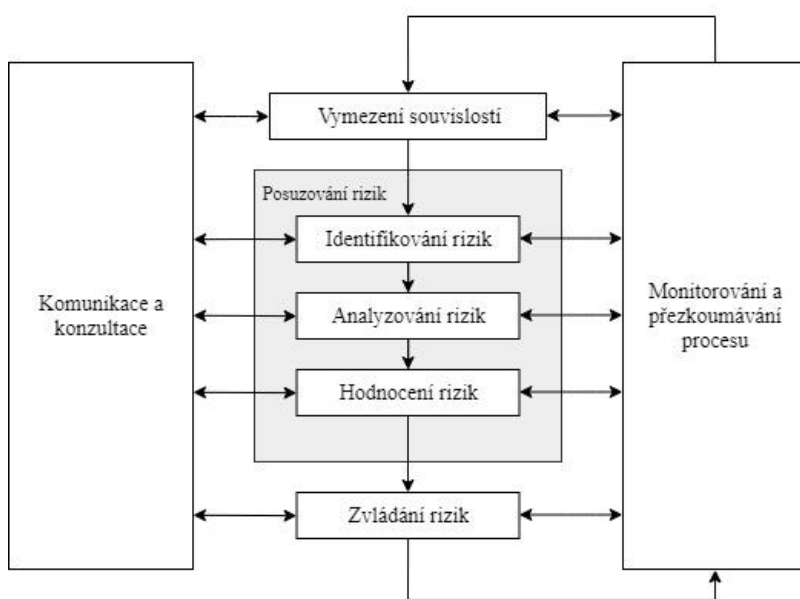 Vymezení souvislostí
Posuzování rizik
Identifikování rizik
Komunikace a
konzultace
Analyzování rizik
Monitorování a
přezkoumávání
procesu
Hodnocení rizik
Zvládání rizik